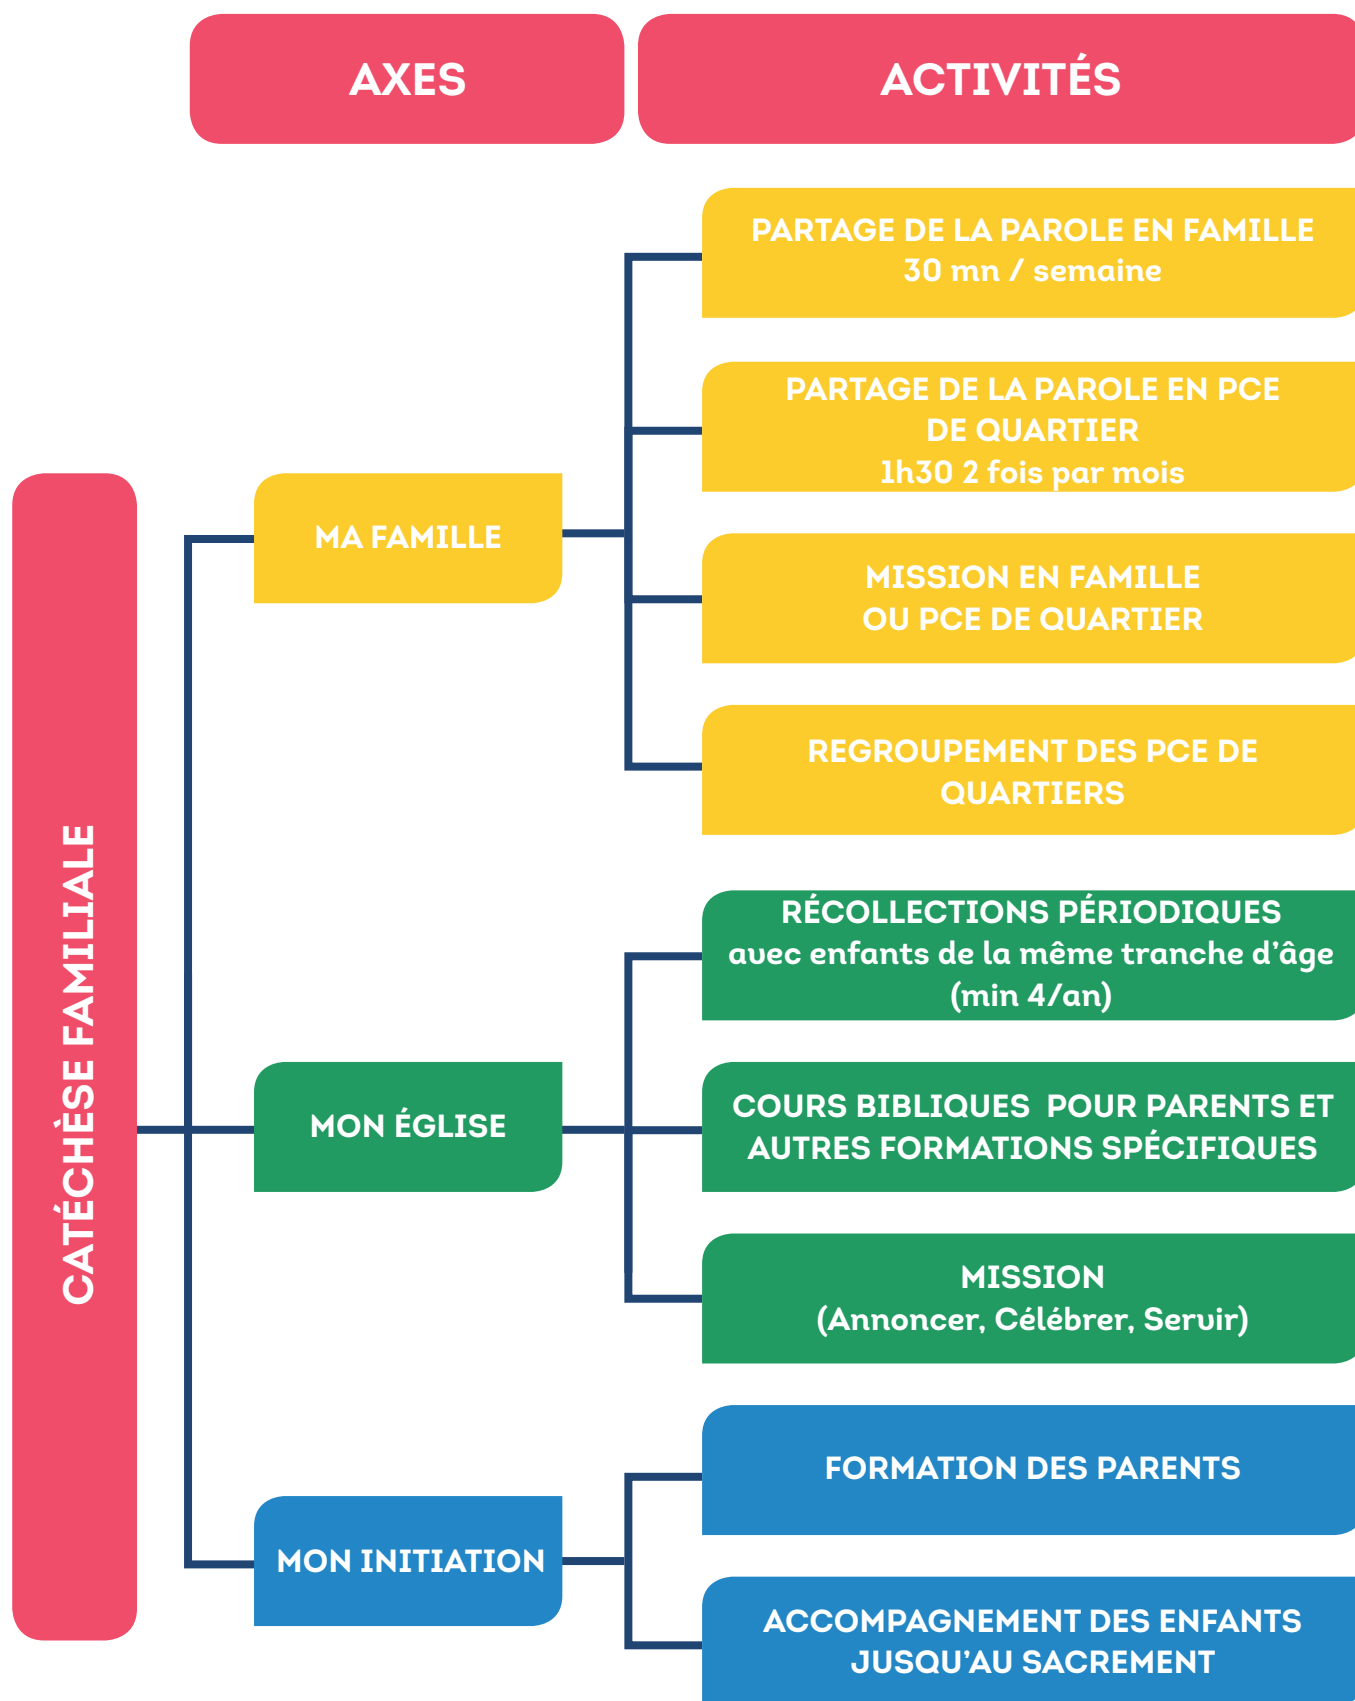 AXES
ACTIVITÉS
CATÉCHÈSE FAMILIALE
MA FAMILLE
PARTAGE DE LA PAROLE EN FAMILLE
30 mn / semaine
PARTAGE DE LA PAROLE EN PCE
DE QUARTIER
1h30 2 fois par mois
MISSION EN FAMILLE
OU PCE DE QUARTIER
REGROUPEMENT DES PCE DE
QUARTIERS
MON ÉGLISE
RÉCOLLECTIONS PÉRIODIQUES
avec enfants de la même tranche d'âge
(min 4/an)
COURS BIBLIQUES  POUR PARENTS ET
AUTRES FORMATIONS SPÉCIFIQUES
MISSION
(Annoncer, Célébrer, Servir)
MON INITIATION
FORMATION DES PARENTS
ACCOMPAGNEMENT DES ENFANTS
JUSQU'AU SACREMENT